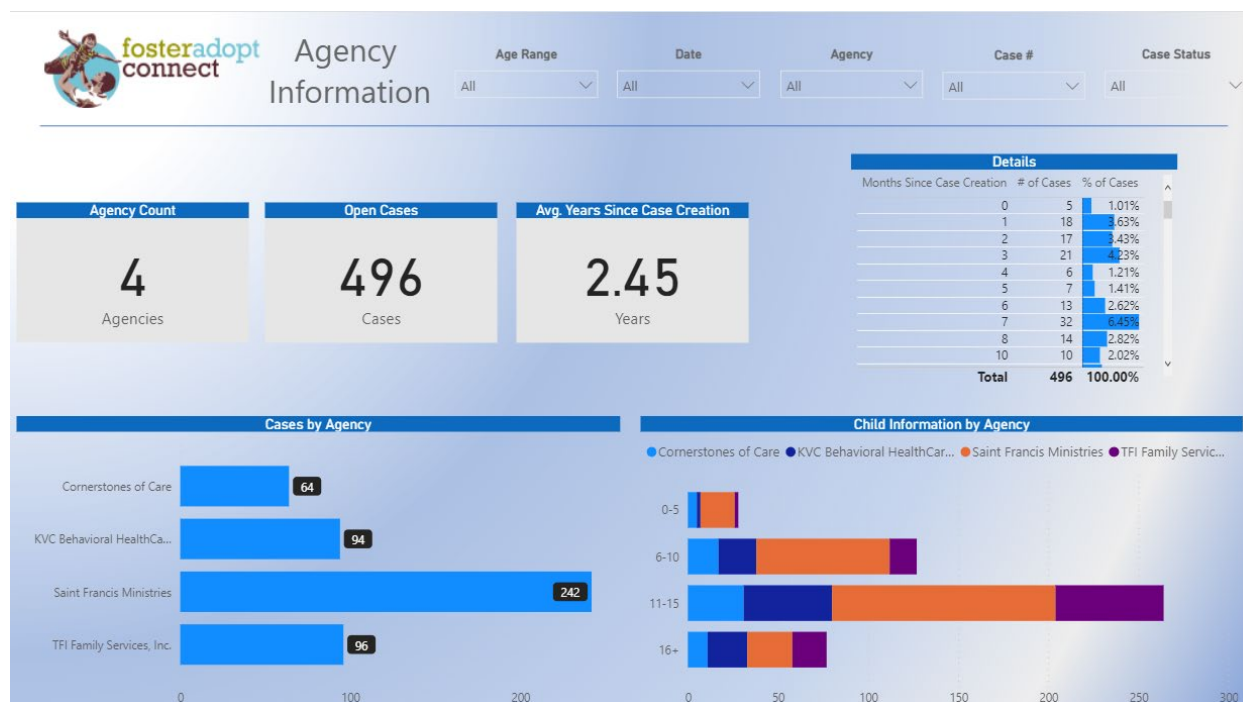 fosteradopt
connect
Agency
Information
Age Range
All
Date
All
Agency
All
Case #
All
Case Status
All
Agency Count
4
Agencies
Open Cases
496
Cases
Avg. Years Since Case Creation
2.45
Years
Details
Months Since Case Creation # of Cases % of Cases
0 5 1.01%
1 18 3.63%
2 17 3.43%
3 21 4.23%
4 6 1.21%
5 7 1.41%
6 13 2.62%
7 32 6.45%
8 14 2.82%
10 10 2.02%
Total 496 100.00%
Cases by Agency
Cornerstones of Care 64
KVC Behavioral HealthCa... 94
Saint Francis Ministries 242
TFI Family Services, Inc. 96
0 100 200
Child Information by Agency
Cornerstones of Care KVC Behavioral HealthCar... Saint Francis Ministries TFI Family Servic...
0-5
6-10
11-15
16+
0 50 100 150 200 250 300